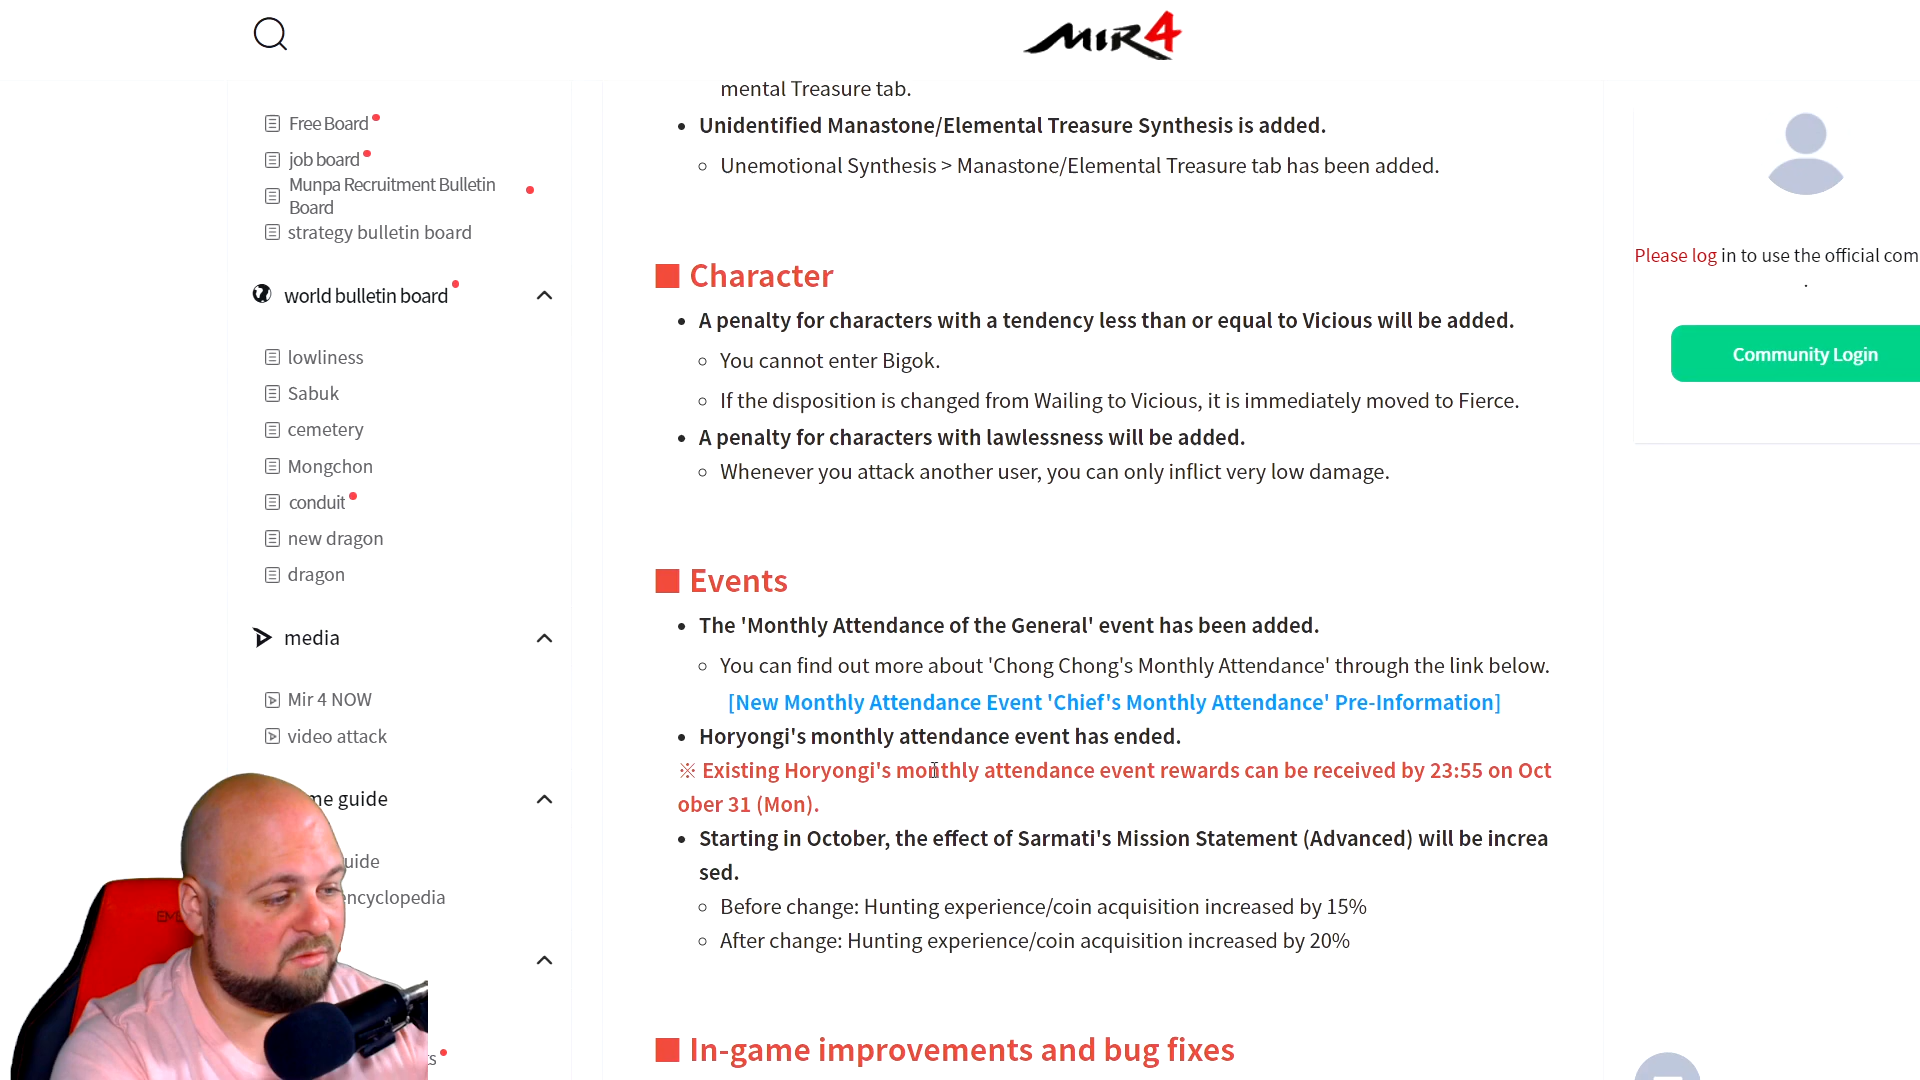 MIR4
mental Treasure tab.
• Unidentified Manastone/Elemental Treasure Synthesis is added.
◦ Unemotional Synthesis > Manastone/Elemental Treasure tab has been added.
Free Board
job board
Munpa Recruitment Bulletin
Board
strategy bulletin board
world bulletin board
lowliness
Sabuk
cemetery
Mongchon
conduit
new dragon
dragon
media
Mir 4 NOW
video attack
me guide
uide
encyclopedia
s
■ Character
• A penalty for characters with a tendency less than or equal to Vicious will be added.
◦ You cannot enter Bigok.
◦ If the disposition is changed from Wailing to Vicious, it is immediately moved to Fierce.
• A penalty for characters with lawlessness will be added.
◦ Whenever you attack another user, you can only inflict very low damage.
■ Events
• The 'Monthly Attendance of the General' event has been added.
◦ You can find out more about 'Chong Chong's Monthly Attendance' through the link below.
[New Monthly Attendance Event 'Chief's Monthly Attendance' Pre-Information]
• Horyongi's monthly attendance event has ended.
※ Existing Horyongi's monthly attendance event rewards can be received by 23:55 on Oct
ober 31 (Mon).
• Starting in October, the effect of Sarmati's Mission Statement (Advanced) will be increa
sed.
◦ Before change: Hunting experience/coin acquisition increased by 15%
◦ After change: Hunting experience/coin acquisition increased by 20%
■ In-game improvements and bug fixes
Please log in to use the official com
.
Community Login